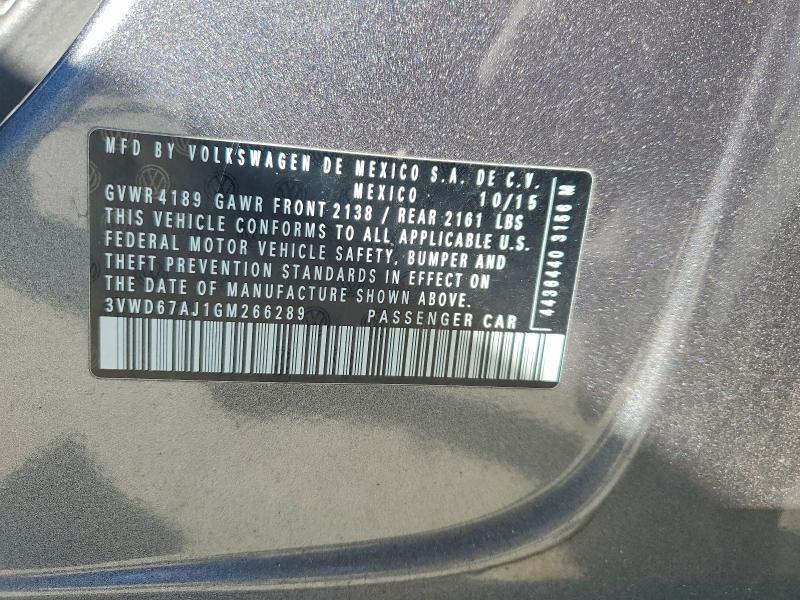 MFD BY VOLKSWAGEN DE MEXICO S.A. DE C.V.
MEXICO 10/15
GVWR 4189 GAWR FRONT 2138 / REAR 2161 LBS
THIS VEHICLE CONFORMS TO ALL APPLICABLE U.S.
FEDERAL MOTOR VEHICLE SAFETY, BUMPER AND
THEFT PREVENTION STANDARDS IN EFFECT ON
THE DATE OF MANUFACTURE SHOWN ABOVE.
3VWD67AJ1GM266289 PASSENGER CAR
4438440 3168 M